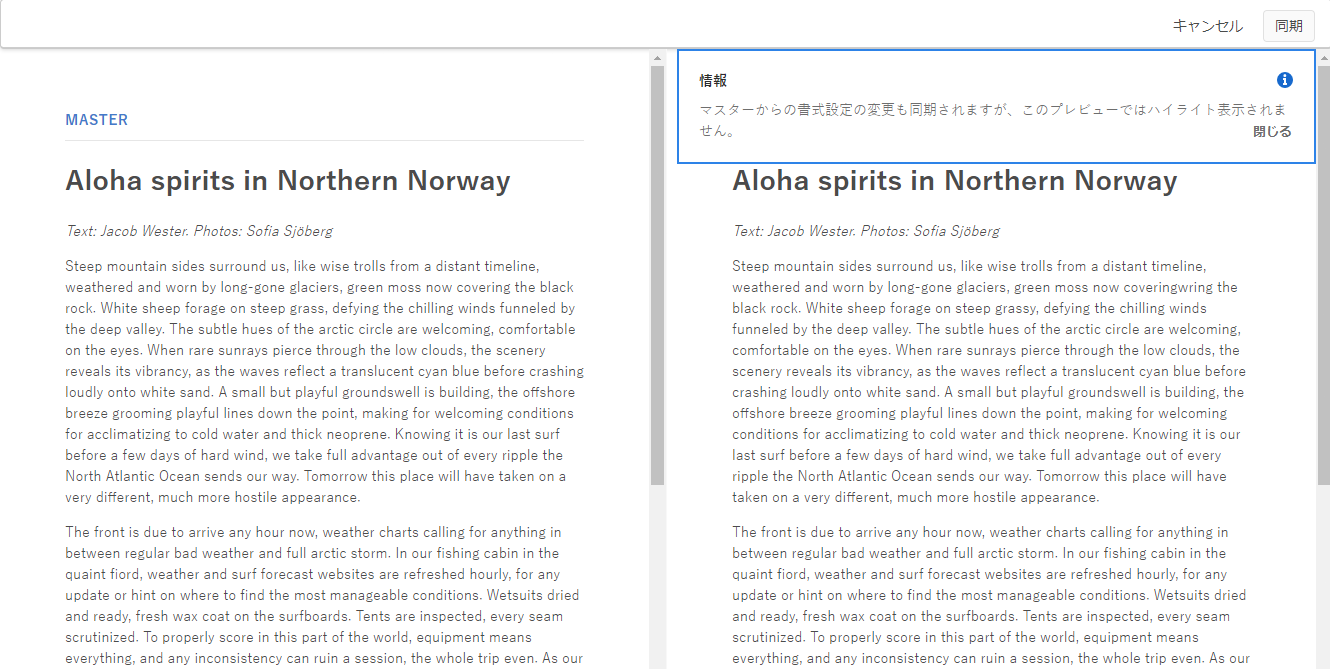 キャンセル 同期
MASTER
Aloha spirits in Northern Norway
Text: Jacob Wester. Photos: Sofia Sjöberg
Steep mountain sides surround us, like wise trolls from a distant timeline,
weathered and worn by long-gone glaciers, green moss now covering the black
rock. White sheep forage on steep grass, defying the chilling winds funneled by
the deep valley. The subtle hues of the arctic circle are welcoming, comfortable
on the eyes. When rare sunrays pierce through the low clouds, the scenery
reveals its vibrancy, as the waves reflect a translucent cyan blue before crashing
loudly onto white sand. A small but playful groundswell is building, the offshore
breeze grooming playful lines down the point, making for welcoming conditions
for acclimatizing to cold water and thick neoprene. Knowing it is our last surf
before a few days of hard wind, we take full advantage out of every ripple the
North Atlantic Ocean sends our way. Tomorrow this place will have taken on a
very different, much more hostile appearance.
The front is due to arrive any hour now, weather charts calling for anything in
between regular bad weather and full arctic storm. In our fishing cabin in the
quaint fiord, weather and surf forecast websites are refreshed hourly, for any
update or hint on where to find the most manageable conditions. Wetsuits dried
and ready, fresh wax coat on the surfboards. Tents are inspected, every seam
scrutinized. To properly score in this part of the world, equipment means
everything, and any inconsistency can ruin a session, the whole trip even. As our
情報
マスターからの書式設定の変更も同期されますが、このプレビューではハイライト表示されま
せん。
閉じる
Aloha spirits in Northern Norway
Text: Jacob Wester. Photos: Sofia Sjöberg
Steep mountain sides surround us, like wise trolls from a distant timeline,
weathered and worn by long-gone glaciers, green moss now coveringwring the
black rock. White sheep forage on steep grassy, defying the chilling winds
funneled by the deep valley. The subtle hues of the arctic circle are welcoming,
comfortable on the eyes. When rare sunrays pierce through the low clouds, the
scenery reveals its vibrancy, as the waves reflect a translucent cyan blue before
crashing loudly onto white sand. A small but playful groundswell is building, the
offshore breeze grooming playful lines down the point, making for welcoming
conditions for acclimatizing to cold water and thick neoprene. Knowing it is our
last surf before a few days of hard wind, we take full advantage out of every
ripple the North Atlantic Ocean sends our way. Tomorrow this place will have
taken on a very different, much more hostile appearance.
The front is due to arrive any hour now, weather charts calling for anything in
between regular bad weather and full arctic storm. In our fishing cabin in the
quaint fiord, weather and surf forecast websites are refreshed hourly, for any
update or hint on where to find the most manageable conditions. Wetsuits dried
and ready, fresh wax coat on the surfboards. Tents are inspected, every seam
scrutinized. To properly score in this part of the world, equipment means
everything, and any inconsistency can ruin a session, the whole trip even. As our